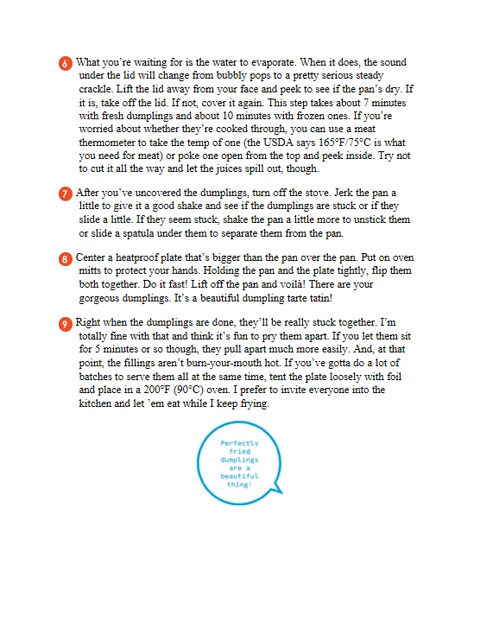 6 What you’re waiting for is the water to evaporate. When it does, the sound
under the lid will change from bubbly pops to a pretty serious steady
crackle. Lift the lid away from your face and peek to see if the pan’s dry. If
it is, take off the lid. If not, cover it again. This step takes about 7 minutes
with fresh dumplings and about 10 minutes with frozen ones. If you’re
worried about whether they’re cooked through, you can use a meat
thermometer to take the temp of one (the USDA says 165°F/75°C is what
you need for meat) or poke one open from the top and peek inside. Try not
to cut it all the way and let the juices spill out, though.
7 After you’ve uncovered the dumplings, turn off the stove. Jerk the pan a
little to give it a good shake and see if the dumplings are stuck or if they
slide a little. If they seem stuck, shake the pan a little more to unstick them
or slide a spatula under them to separate them from the pan.
8 Center a heatproof plate that’s bigger than the pan over the pan. Put on oven
mitts to protect your hands. Holding the pan and the plate tightly, flip them
both together. Do it fast! Lift off the pan and voilà! There are your
gorgeous dumplings. It’s a beautiful dumpling tarte tatin!
9 Right when the dumplings are done, they’ll be really stuck together. I’m
totally fine with that and think it’s fun to pry them apart. If you let them sit
for 5 minutes or so though, they pull apart much more easily. And, at that
point, the fillings aren’t burn-your-mouth hot. If you’ve gotta do a lot of
batches to serve them all at the same time, tent the plate loosely with foil
and place in a 200°F (90°C) oven. I prefer to invite everyone into the
kitchen and let ’em eat while I keep frying.
Perfectly
fried
dumplings
are a
beautiful
thing!